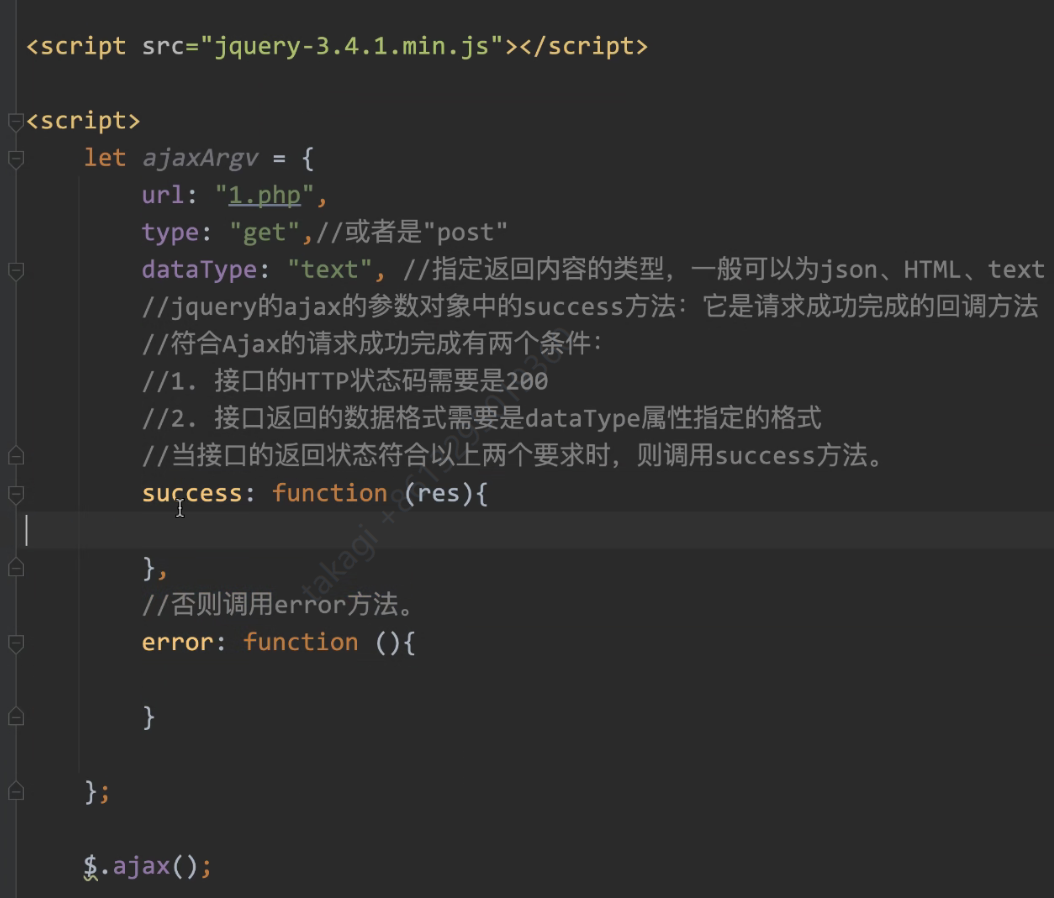 <script src="jquery-3.4.1.min.js"></script>
<script>
let ajaxArgv = {
url: "1.php",
type: "get",//或者是"post"
dataType: "text", //指定返回内容的类型，一般可以为json、HTML、text
//jquery的ajax的参数对象中的success方法：它是请求成功完成的回调方法
//符合Ajax的请求成功完成有两个条件：
//1. 接口的HTTP状态码需要是200
//2. 接口返回的数据格式需要是dataType属性指定的格式
//当接口的返回状态符合以上两个要求时，则调用success方法。
success: function (res){
},
//否则调用error方法。
error: function (){
}
};
$.ajax();
takagi